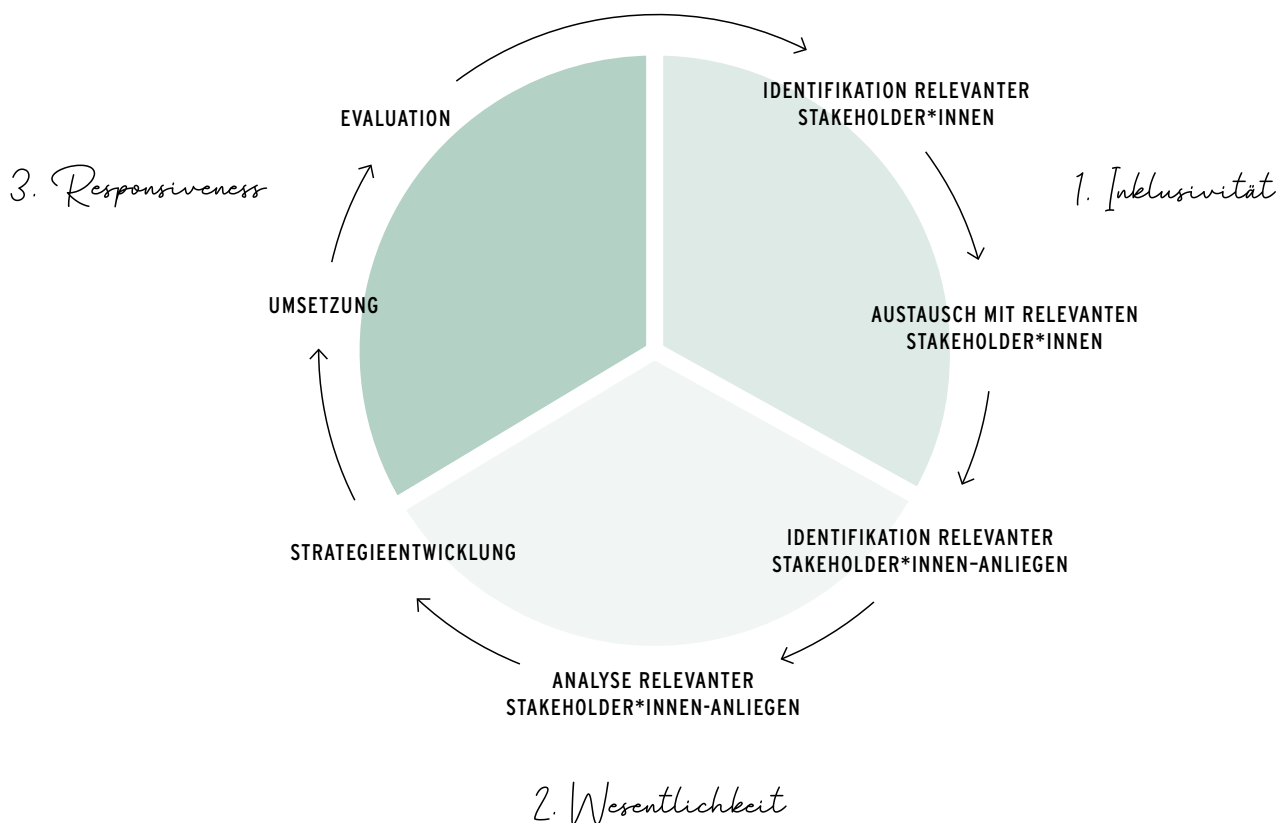 IDENTIFIKATION RELEVANTER
STAKEHOLDER*INNEN
1. Inklusivität
AUSTAUSCH MIT RELEVANTEN
STAKEHOLDER*INNEN
IDENTIFIKATION RELEVANTER
STAKEHOLDER*INNEN–ANLIEGEN
ANALYSE RELEVANTER
STAKEHOLDER*INNEN-ANLIEGEN
2. Wesentlichkeit
STRATEGIEENTWICKLUNG
UMSETZUNG
EVALUATION
3. Responsiveness